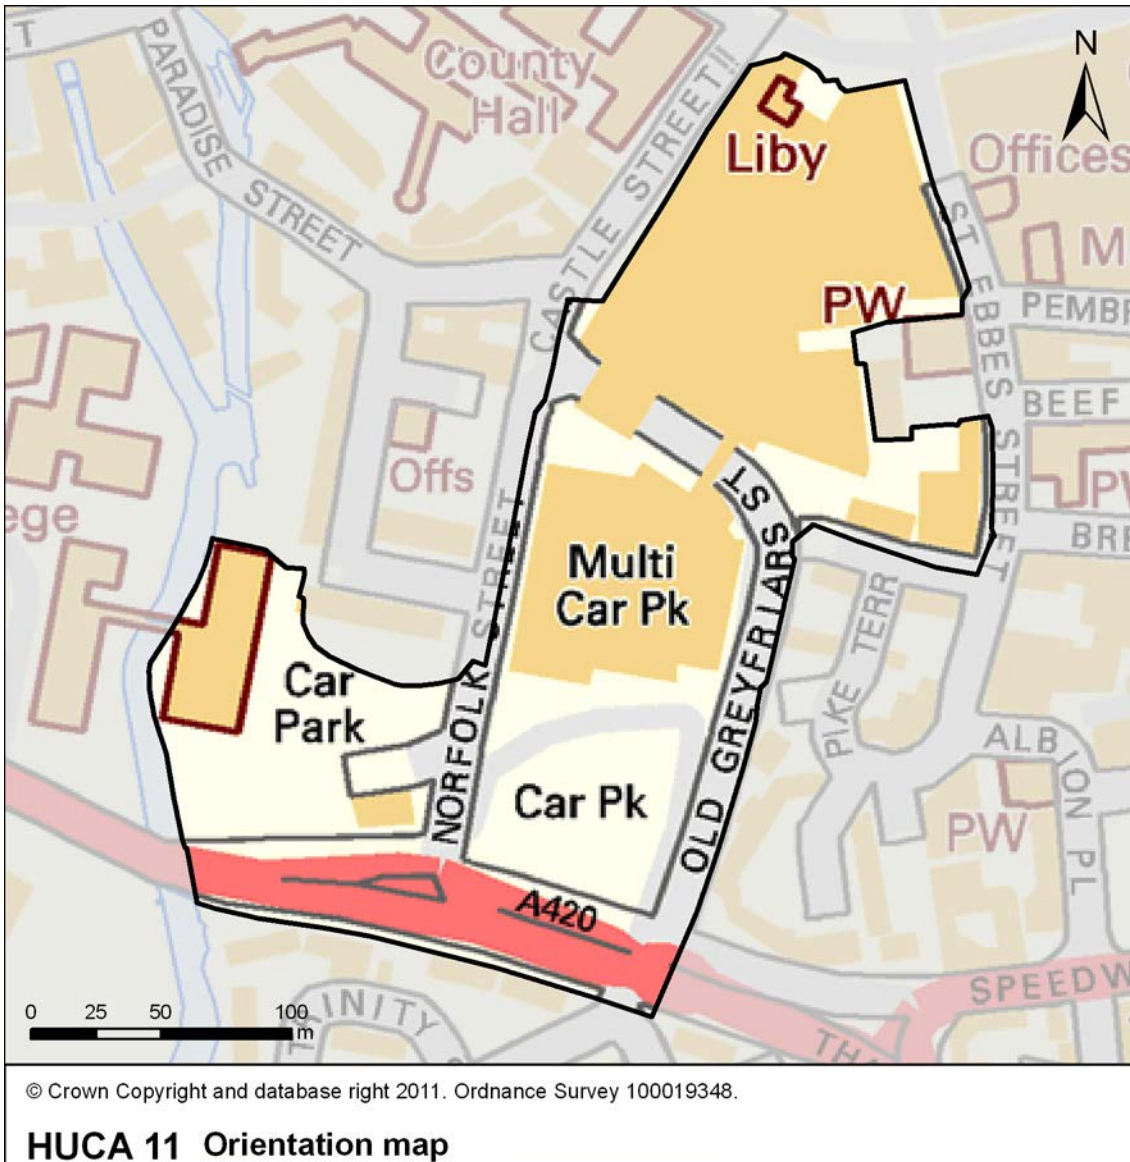 PARADISE STREET
County
Hall
CASTLE STREET
N
Liby
Offices
ST EBBES STREET
M
PW
PEMBR
BEEF
Offs
ege
PW
BRE
NORFOLK STREET
Multi
Car Pk
OLD GREYFRIARS ST
PIKE TERR
Car
Park
ALBION PL
Car Pk
PW
A420
SPEEDW
0 25 50 100
m
TRINITY
THA
© Crown Copyright and database right 2011. Ordnance Survey 100019348.
HUCA 11 Orientation map